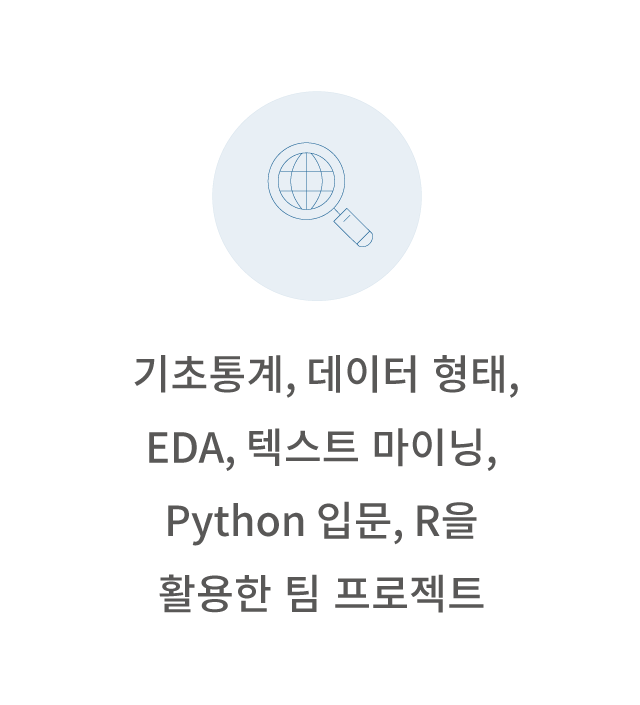 기초통계, 데이터 형태,
EDA, 텍스트 마이닝,
Python 입문, R을
활용한 팀 프로젝트